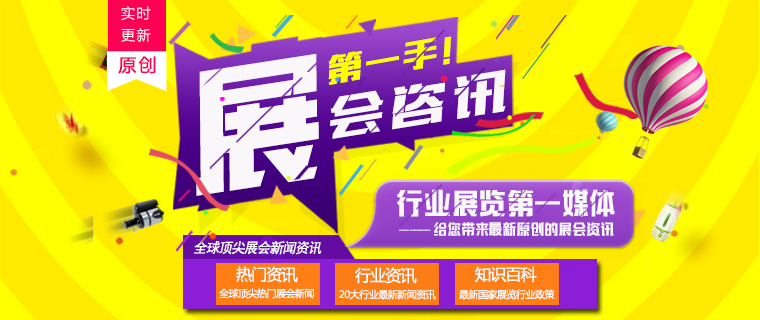 实时
更新
原创
第一手!
展会咨讯
行业展览第一媒体
——— 给您带来最新原创的展会资讯
全球顶尖展会新闻资讯
热门资讯
全球顶尖热门展会新闻
行业资讯
20大行业最新新闻资讯
知识百科
最新国家展览行业政策